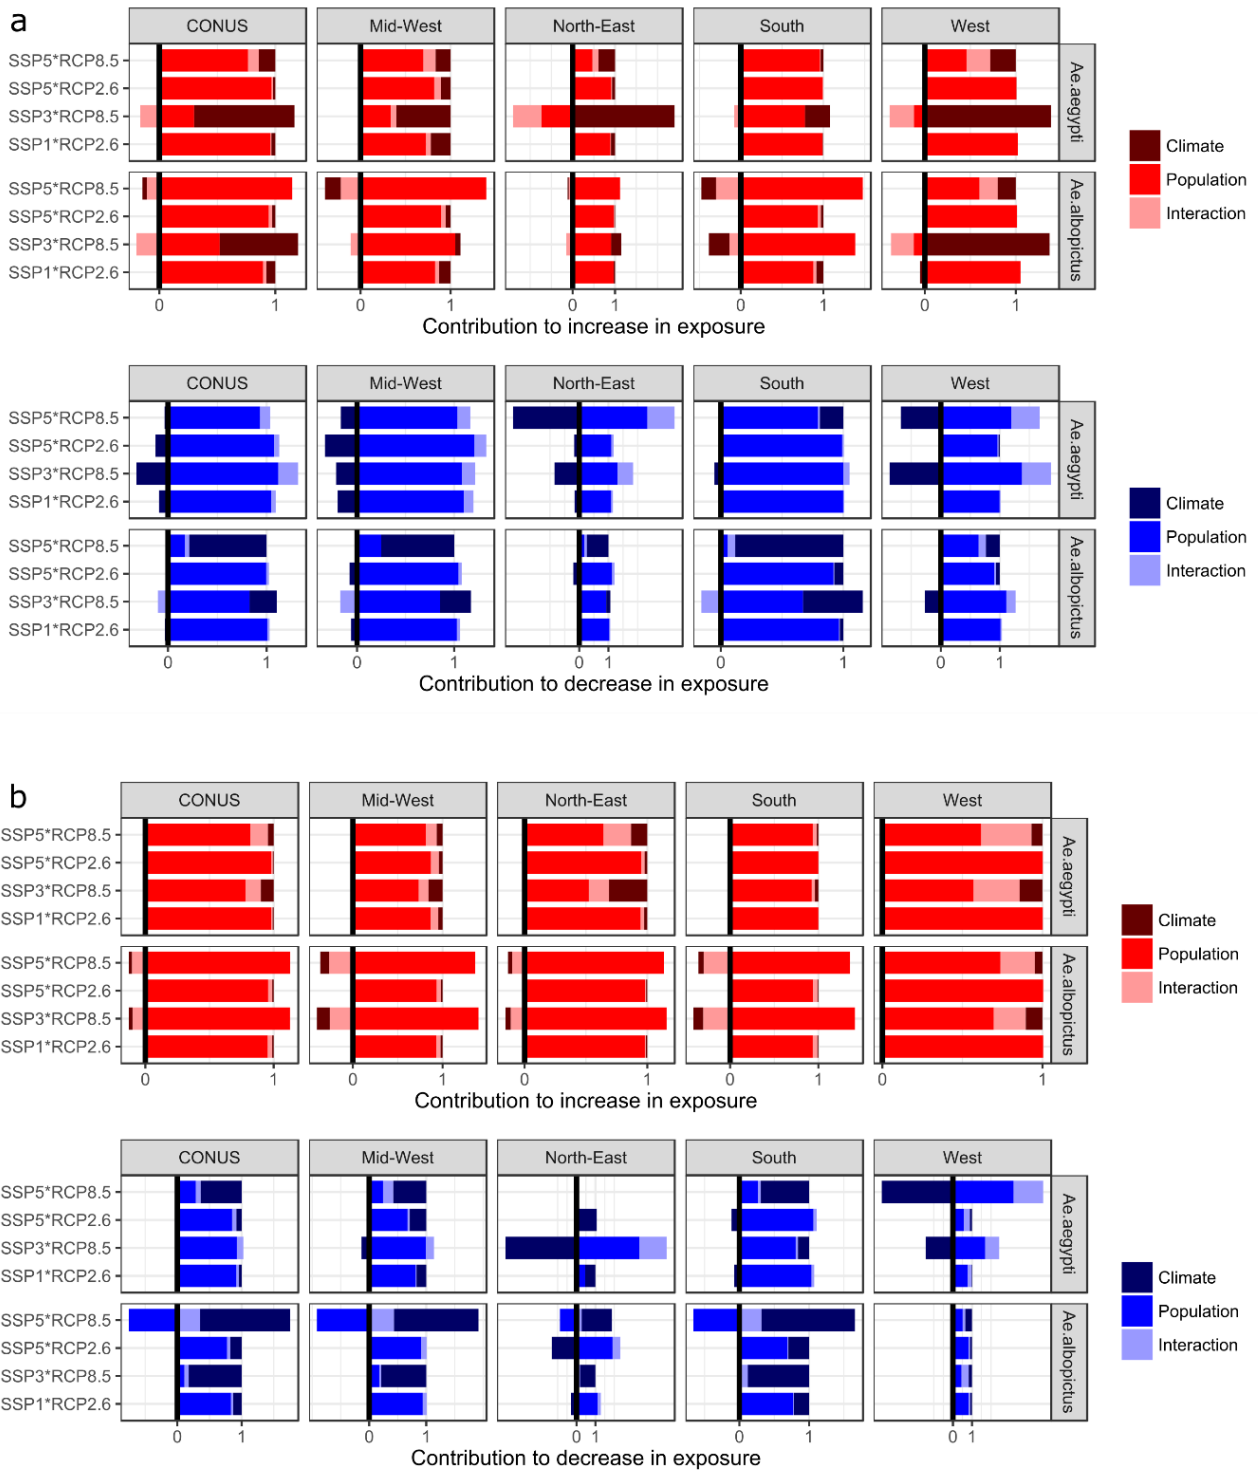 a
CONUS Mid-West North-East South West
SSP5*RCP8.5
SSP5*RCP2.6
SSP3*RCP8.5
SSP1*RCP2.6
Ae.aegypti
SSP5*RCP8.5
SSP5*RCP2.6
SSP3*RCP8.5
SSP1*RCP2.6
Ae.albopictus
0 1 0 1 0 1 0 1 0 1
Contribution to increase in exposure
Climate
Population
Interaction
CONUS Mid-West North-East South West
SSP5*RCP8.5
SSP5*RCP2.6
SSP3*RCP8.5
SSP1*RCP2.6
Ae.aegypti
SSP5*RCP8.5
SSP5*RCP2.6
SSP3*RCP8.5
SSP1*RCP2.6
Ae.albopictus
0 1 0 1 0 1 0 1 0 1
Contribution to decrease in exposure
Climate
Population
Interaction
b
CONUS Mid-West North-East South West
SSP5*RCP8.5
SSP5*RCP2.6
SSP3*RCP8.5
SSP1*RCP2.6
Ae.aegypti
SSP5*RCP8.5
SSP5*RCP2.6
SSP3*RCP8.5
SSP1*RCP2.6
Ae.albopictus
0 1 0 1 0 1 0 1 0 1
Contribution to increase in exposure
Climate
Population
Interaction
CONUS Mid-West North-East South West
SSP5*RCP8.5
SSP5*RCP2.6
SSP3*RCP8.5
SSP1*RCP2.6
Ae.aegypti
SSP5*RCP8.5
SSP5*RCP2.6
SSP3*RCP8.5
SSP1*RCP2.6
Ae.albopictus
0 1 0 1 0 1 0 1 0 1
Contribution to decrease in exposure
Climate
Population
Interaction